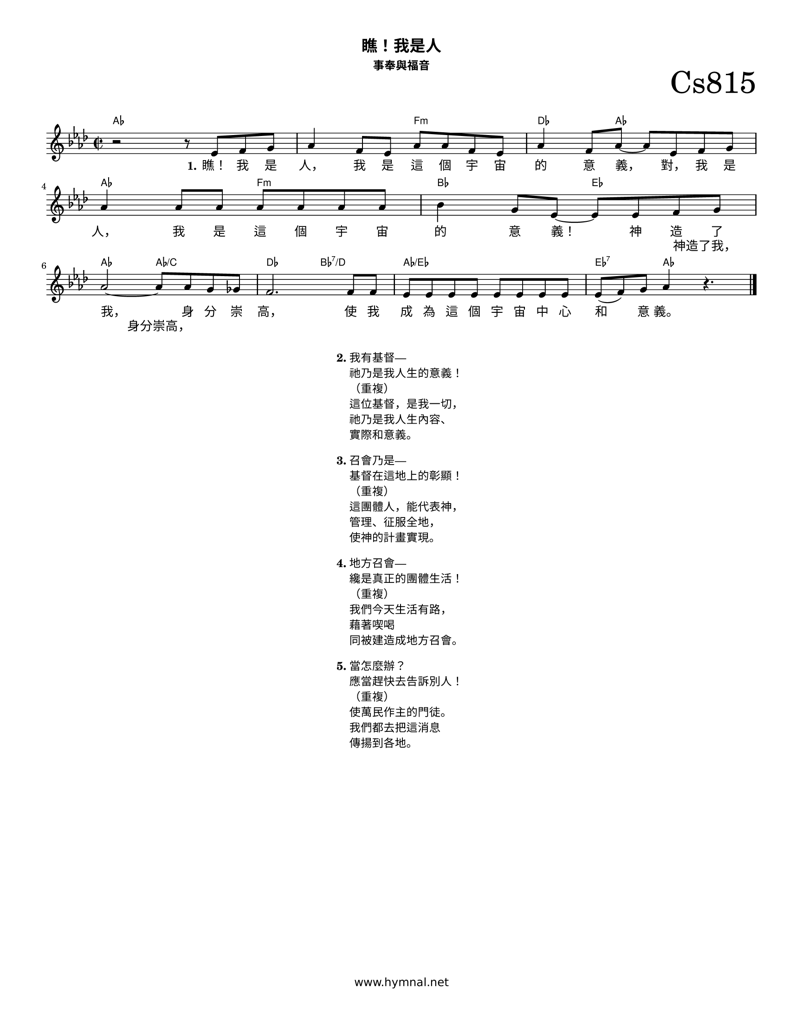 瞧！我是人
事奉與福音
Cs815
A♭ Fm D♭ A♭
1. 瞧！ 我 是 人， 我 是 這 個 宇 宙 的 意 義， 對， 我 是
4 A♭ Fm B♭ E♭
人， 我 是 這 個 宇 宙 的 意 義！ 神 造 了
神造了我，
6 A♭ A♭/C D♭ B♭7/D A♭/E♭ E♭7 A♭
我， 身 分 崇 高， 使 我 成 為 這 個 宇 宙 中 心 和 意 義。
身分崇高，
2. 我有基督—
祂乃是我人生的意義！
（重複）
這位基督，是我一切，
祂乃是我人生內容、
實際和意義。
3. 召會乃是—
基督在這地上的彰顯！
（重複）
這團體人，能代表神，
管理、征服全地，
使神的計畫實現。
4. 地方召會—
纔是真正的團體生活！
（重複）
我們今天生活有路，
藉著喫喝
同被建造成地方召會。
5. 當怎麼辦？
應當趕快去告訴別人！
（重複）
使萬民作主的門徒。
我們都去把這消息
傳揚到各地。
www.hymnal.net